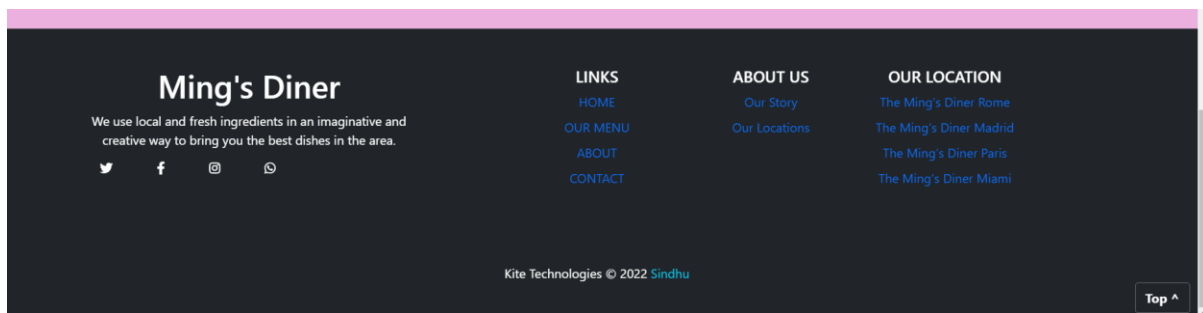 Ming's Diner
We use local and fresh ingredients in an imaginative and
creative way to bring you the best dishes in the area.
LINKS
HOME
OUR MENU
ABOUT
CONTACT
ABOUT US
Our Story
Our Locations
OUR LOCATION
The Ming's Diner Rome
The Ming's Diner Madrid
The Ming's Diner Paris
The Ming's Diner Miami
Kite Technologies © 2022 Sindhu
Top ^